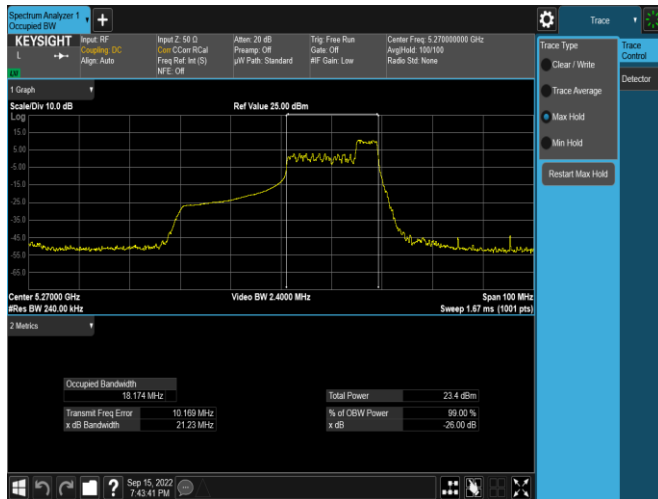 Spectrum Analyzer 1
Occupied BW
KEYSIGHT
L
Input: RF
Coupling: DC
Align: Auto
Input Z: 50 Ω
Corr CCorr RCal
Freq Ref: Int (S)
NFE: Off
Atten: 20 dB
Preamp: Off
µW Path: Standard
Trig: Free Run
Gate: Off
#IF Gain: Low
Center Freq: 5.270000000 GHz
Avg|Hold: 100/100
Radio Std: None
1 Graph
Scale/Div 10.0 dB
Ref Value 25.00 dBm
Log
15.0
5.00
-5.00
-15.0
-25.0
-35.0
-45.0
-55.0
-65.0
Center 5.27000 GHz
#Res BW 240.00 kHz
Video BW 2.4000 MHz
Span 100 MHz
Sweep 1.67 ms (1001 pts)
2 Metrics
Occupied Bandwidth
18.174 MHz
Transmit Freq Error 10.169 MHz
x dB Bandwidth 21.23 MHz
Total Power 23.4 dBm
% of OBW Power 99.00 %
x dB -26.00 dB
Sep 15, 2022
7:43:41 PM
Trace
Trace Type
Clear / Write
Trace Average
Max Hold
Min Hold
Restart Max Hold
Trace
Control
Detector